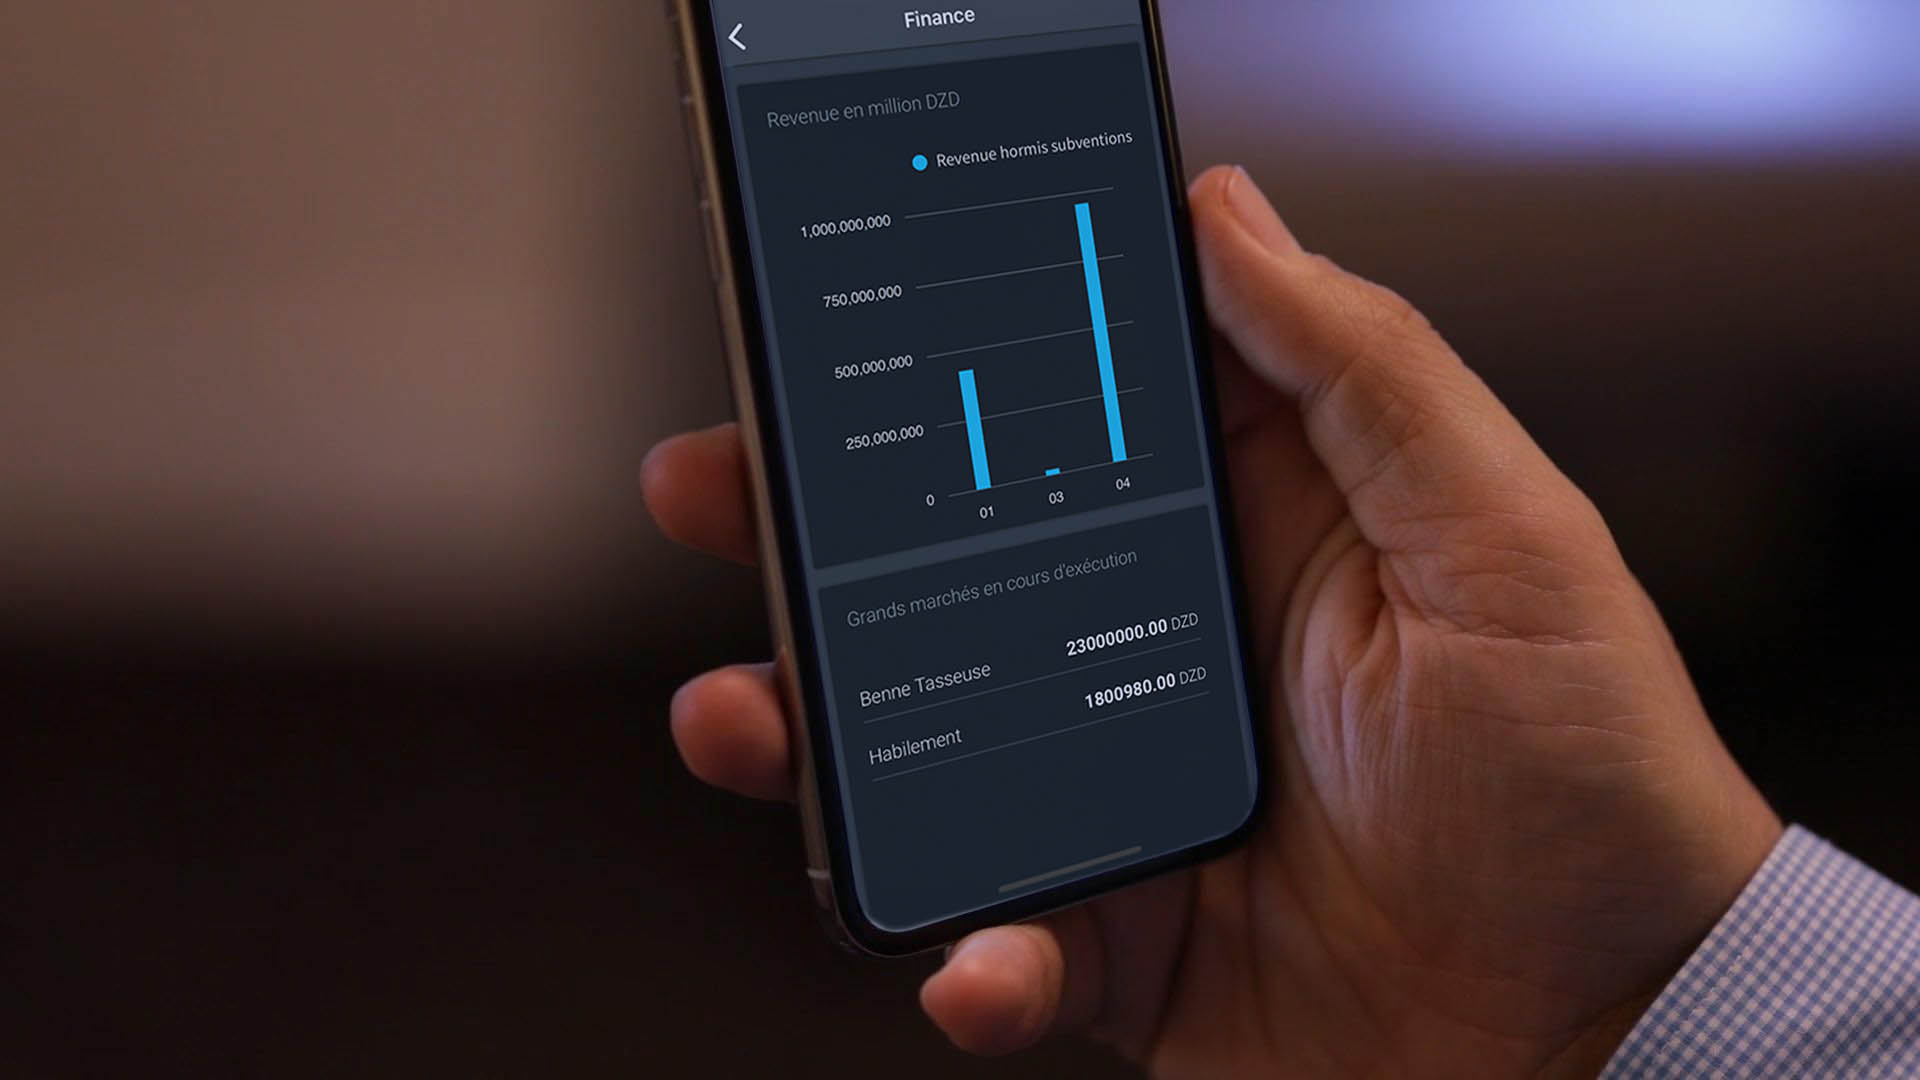 Finance
Revenue en million DZD
Revenue hormis subventions
1,000,000,000
750,000,000
500,000,000
250,000,000
0
01
03
04
Grands marchés en cours d'exécution
Benne Tasseuse 23000000.00 DZD
Habilement 1800980.00 DZD